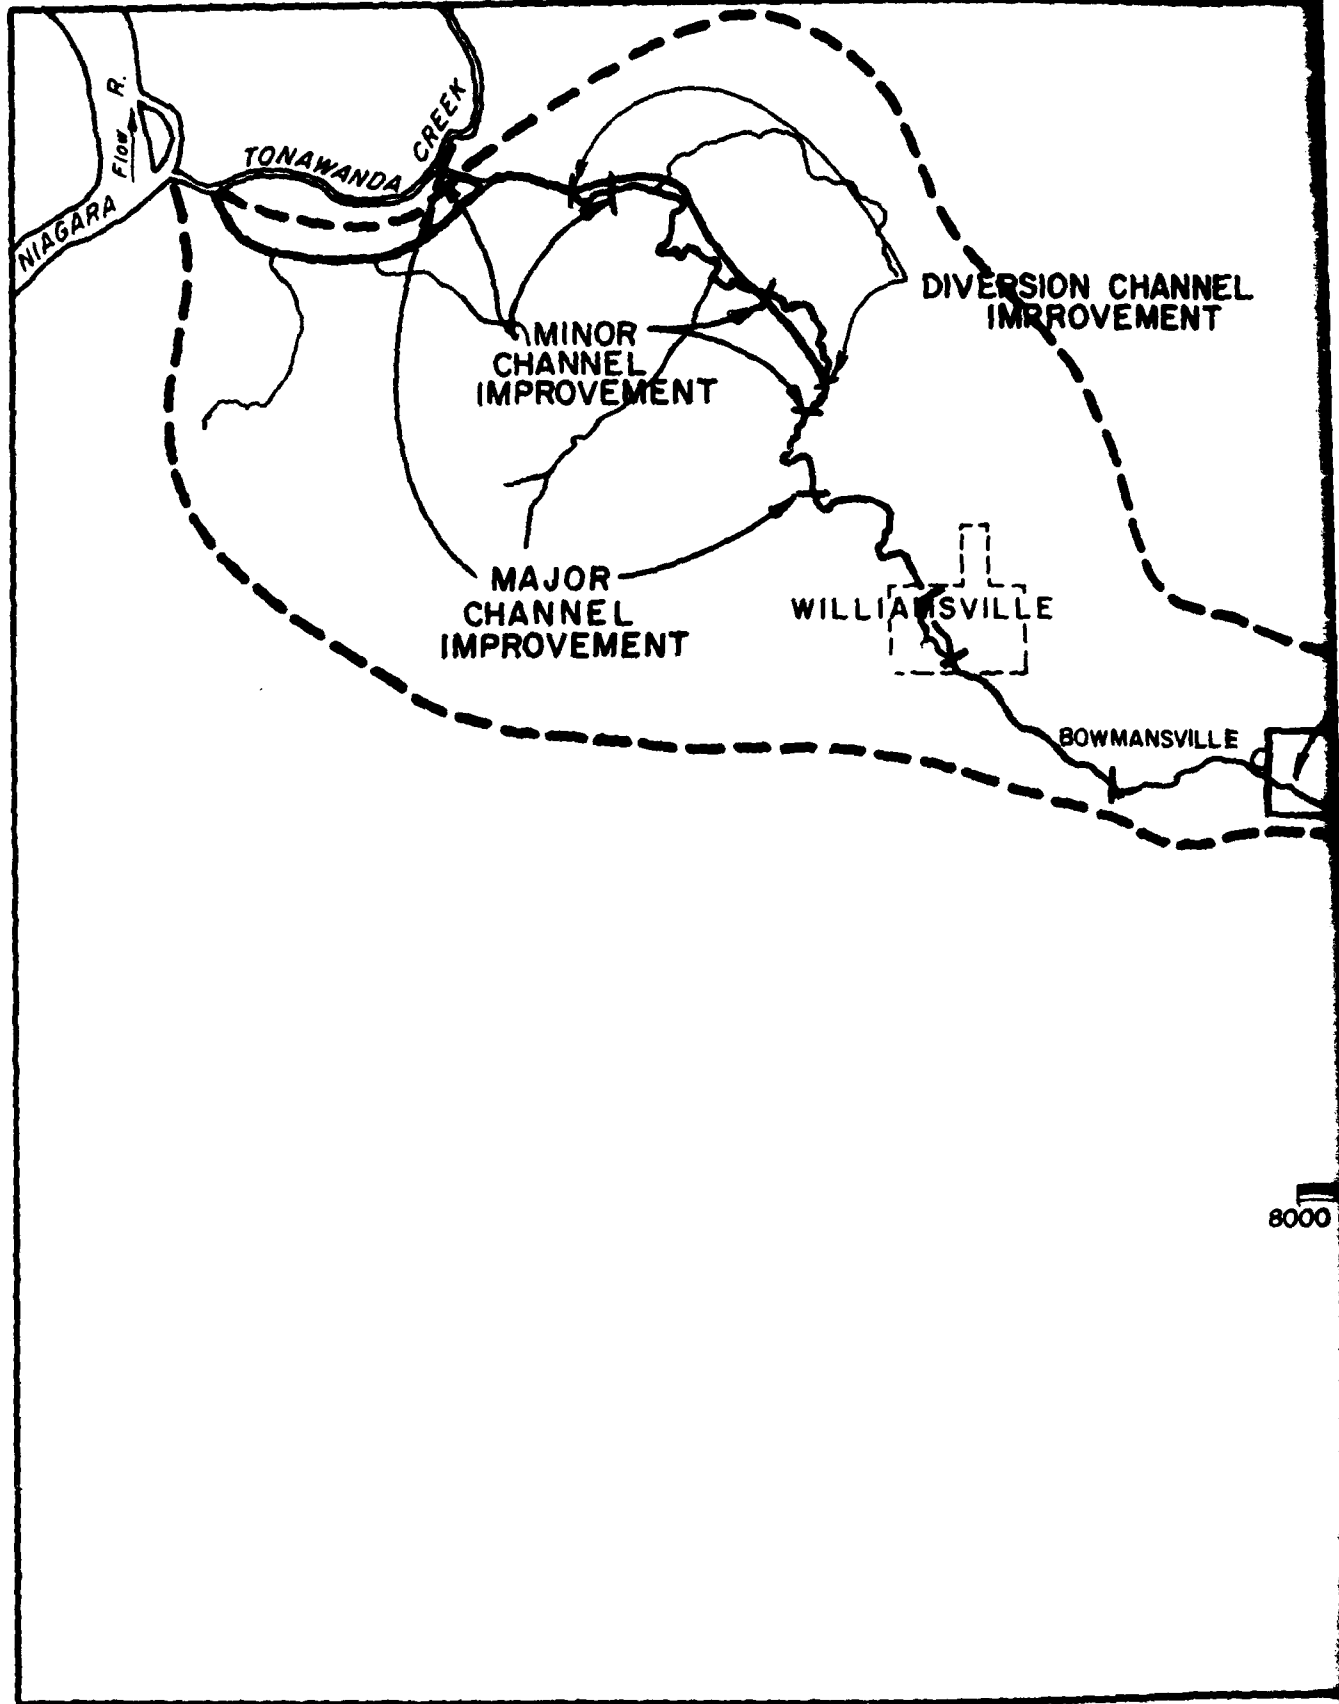 NIAGARA R.
Flow
TONAWANDA CREEK
DIVERSION CHANNEL
IMPROVEMENT
MINOR
CHANNEL
IMPROVEMENT
MAJOR
CHANNEL
IMPROVEMENT
WILLIAMSVILLE
BOWMANSVILLE
8000